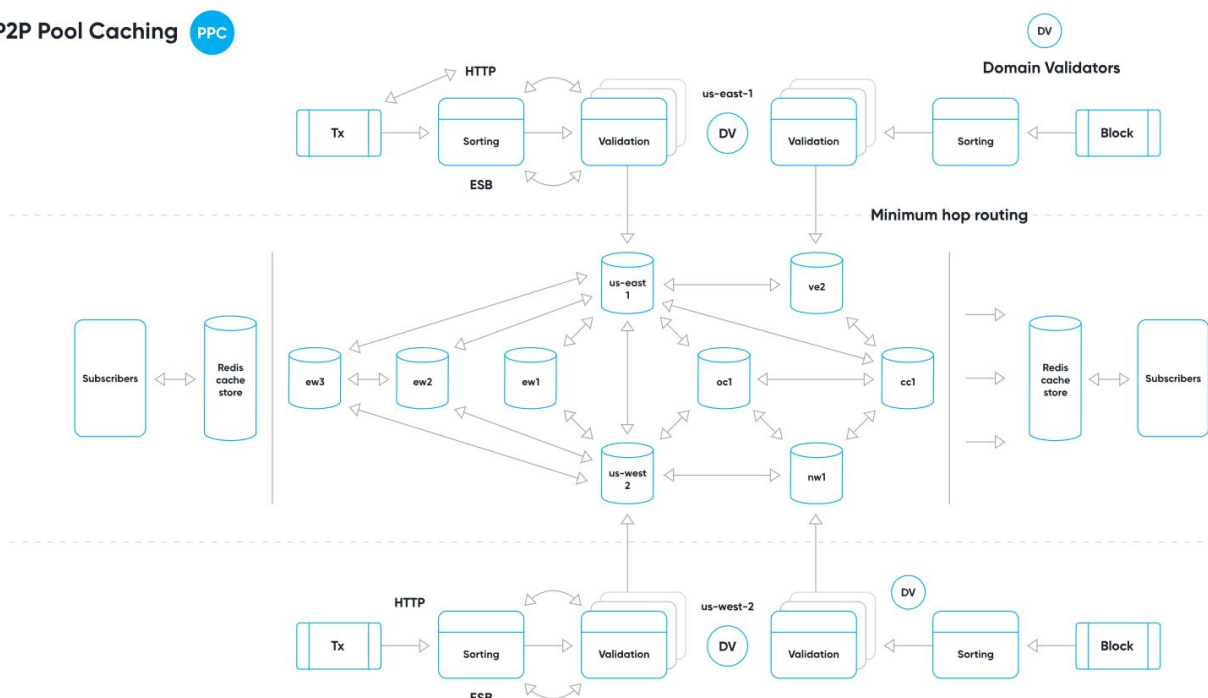 P2P Pool Caching PPC
DV
Domain Validators
HTTP
us-east-1
Tx
Sorting
Validation
DV
Validation
Sorting
Block
ESB
Minimum hop routing
us-east
1
ve2
Subscribers
Redis
cache
store
ew3
ew2
ew1
oc1
cc1
Redis
cache
store
Subscribers
us-west
2
nw1
HTTP
us-west-2
DV
Tx
Sorting
Validation
DV
Validation
Sorting
Block
ESB